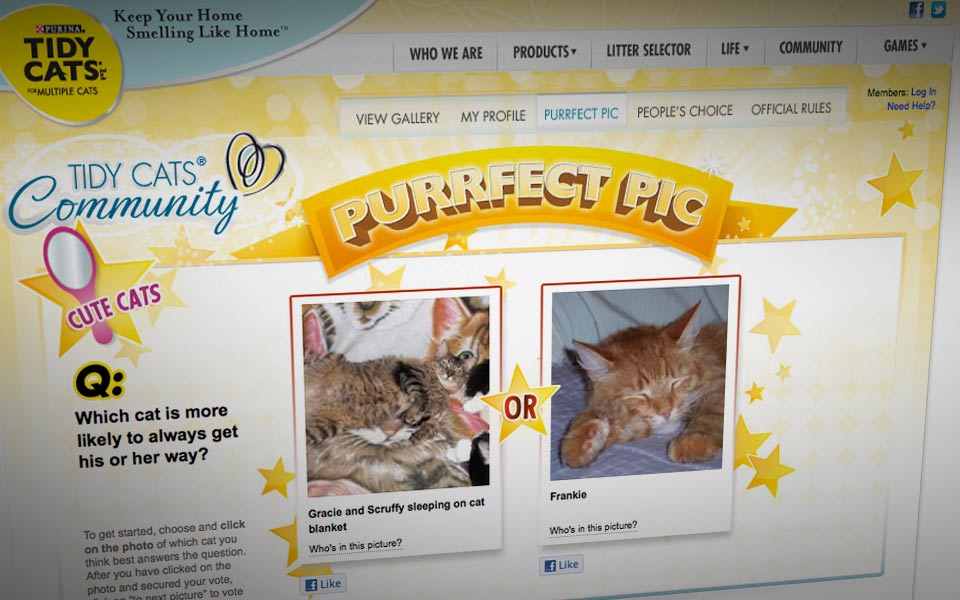 PURINA
TIDY
CATS
FOR MULTIPLE CATS
Keep Your Home
Smelling Like Home™
WHO WE ARE
PRODUCTS
LITTER SELECTOR
LIFE
COMMUNITY
GAMES
Members: Log In
Need Help?
VIEW GALLERY
MY PROFILE
PURRFECT PIC
PEOPLE'S CHOICE
OFFICIAL RULES
TIDY CATS®
Community
PURRFECT PIC
CUTE CATS
Q:
Which cat is more
likely to always get
his or her way?
OR
Gracie and Scruffy sleeping on cat
blanket
Who's in this picture?
Like
Frankie
Who's in this picture?
Like
To get started, choose and click
on the photo of which cat you
think best answers the question.
After you have clicked on the
photo and secured your vote,
click on "to next picture" to vote